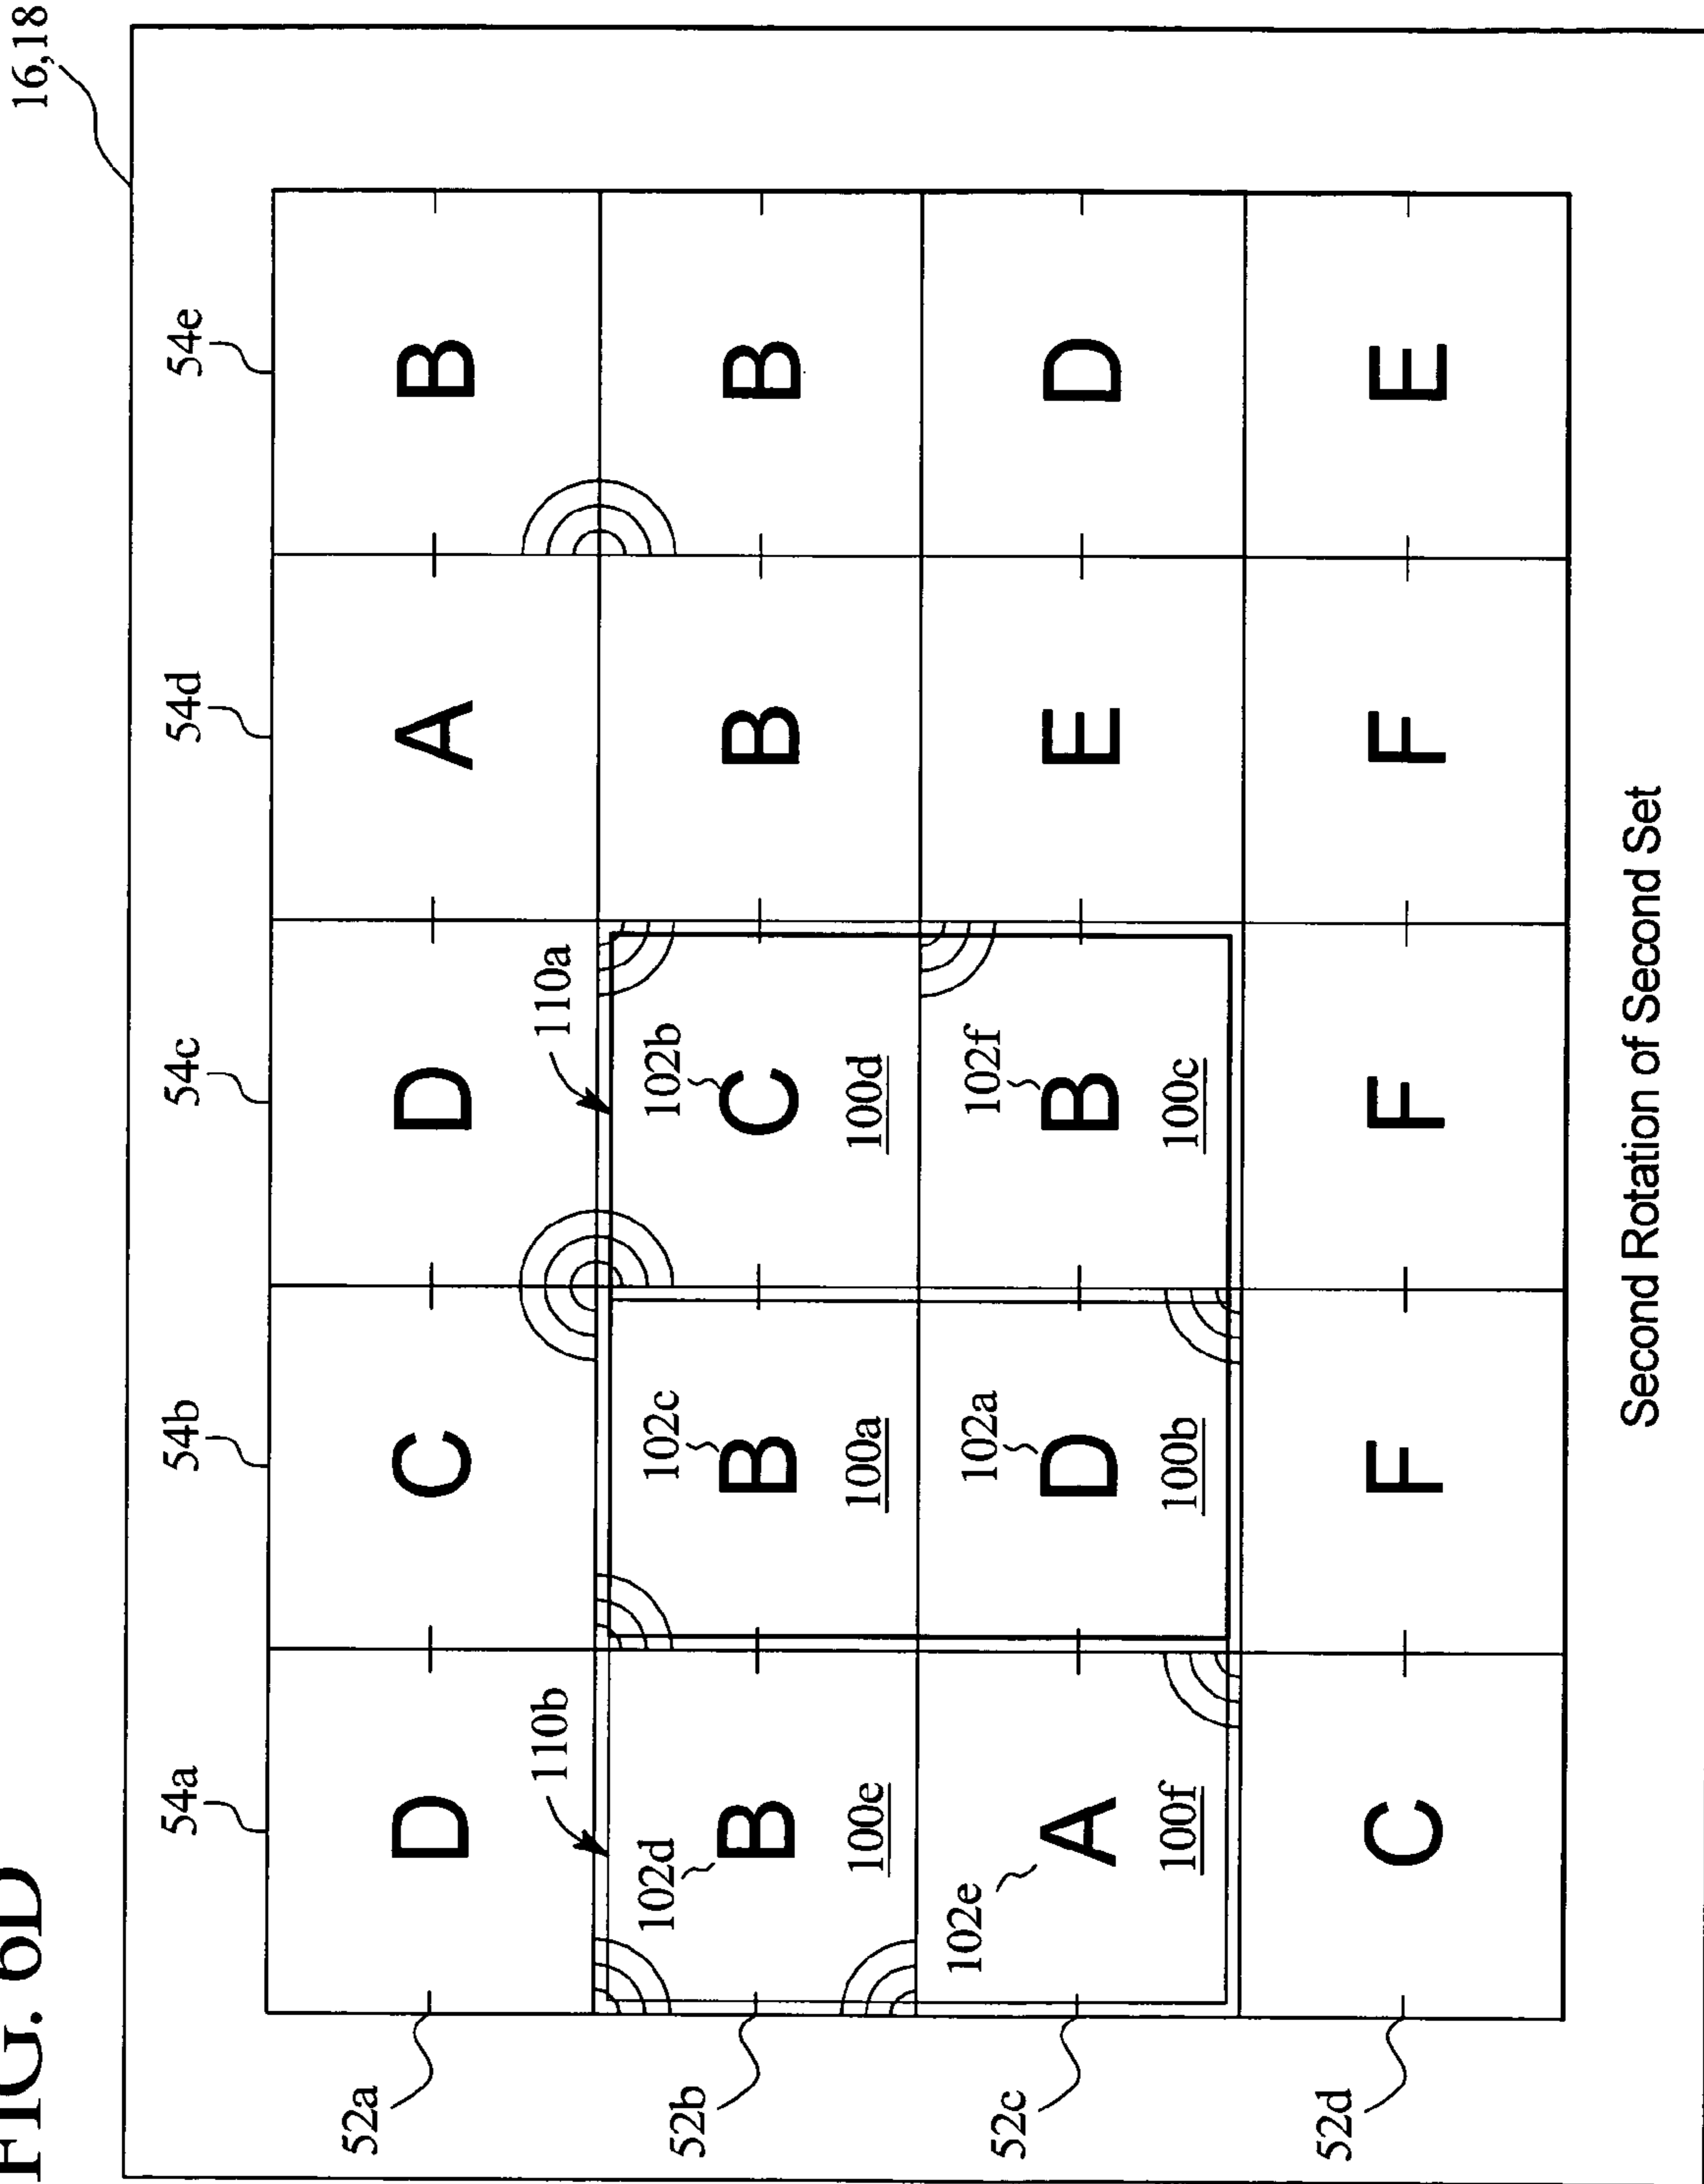 FIG. 6D
16,18
54a 54b 54c 54d 54e
52a D C D A B
110b 110a
52b 102d B 100e 102c B 100a 102b C 100d B B
52c 102e A 100f 102a D 100b 102f B 100c E D
52d C F F F E
Second Rotation of Second Set